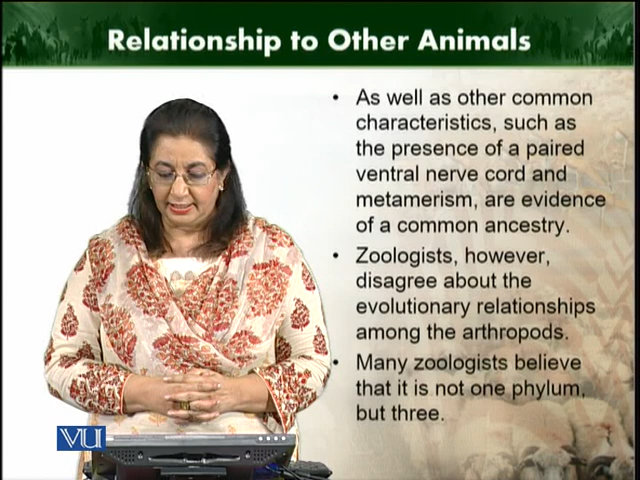 Relationship to Other Animals
• As well as other common
characteristics, such as
the presence of a paired
ventral nerve cord and
metamerism, are evidence
of a common ancestry.
• Zoologists, however,
disagree about the
evolutionary relationships
among the arthropods.
• Many zoologists believe
that it is not one phylum,
but three.
VU